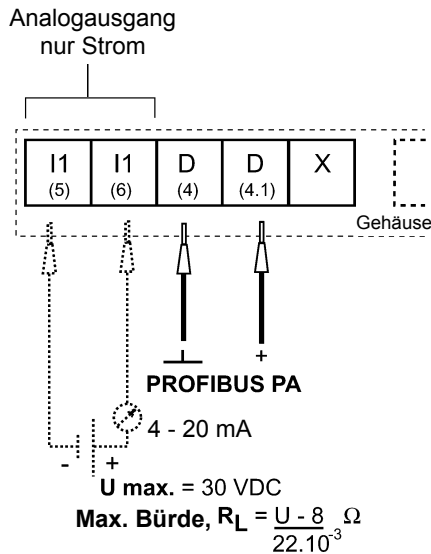 Analogausgang
nur Strom
I1 I1 D D X
(5) (6) (4) (4.1)
Gehäuse
+
PROFIBUS PA
4 - 20 mA
- +
U max. = 30 VDC
Max. Bürde, RL = U - 8 Ω
22.10-3